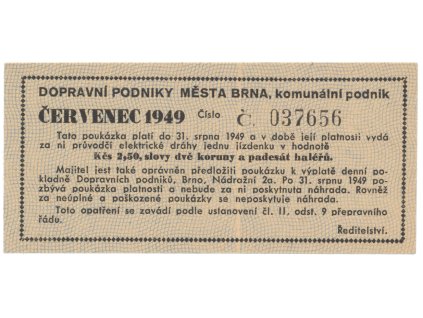 DOPRAVNÍ PODNIKY MĚSTA BRNA, komunální podnik
ČERVENEC 1949 Číslo Č. 037656
Tato poukázka platí do 31. srpna 1949 a v době její platnosti vydá
za ni průvodčí elektrické dráhy jednu jízdenku v hodnotě
Kčs 2,50, slovy dvě koruny a padesát haléřů.
Majitel jest také oprávněn předložiti poukázku k výplatě denní po-
kladně Dopravních podniků, Brno, Nádražní 2a. Po 31. srpnu 1949 po-
zbývá poukázka platnosti a nebude za ni poskytnuta náhrada. Rovněž
za neúplné a poškozené poukázky se neposkytuje náhrada.
Toto opatření se zavádí podle ustanovení čl. II. odst. 9 přepravního
řádu.
Ředitelství.